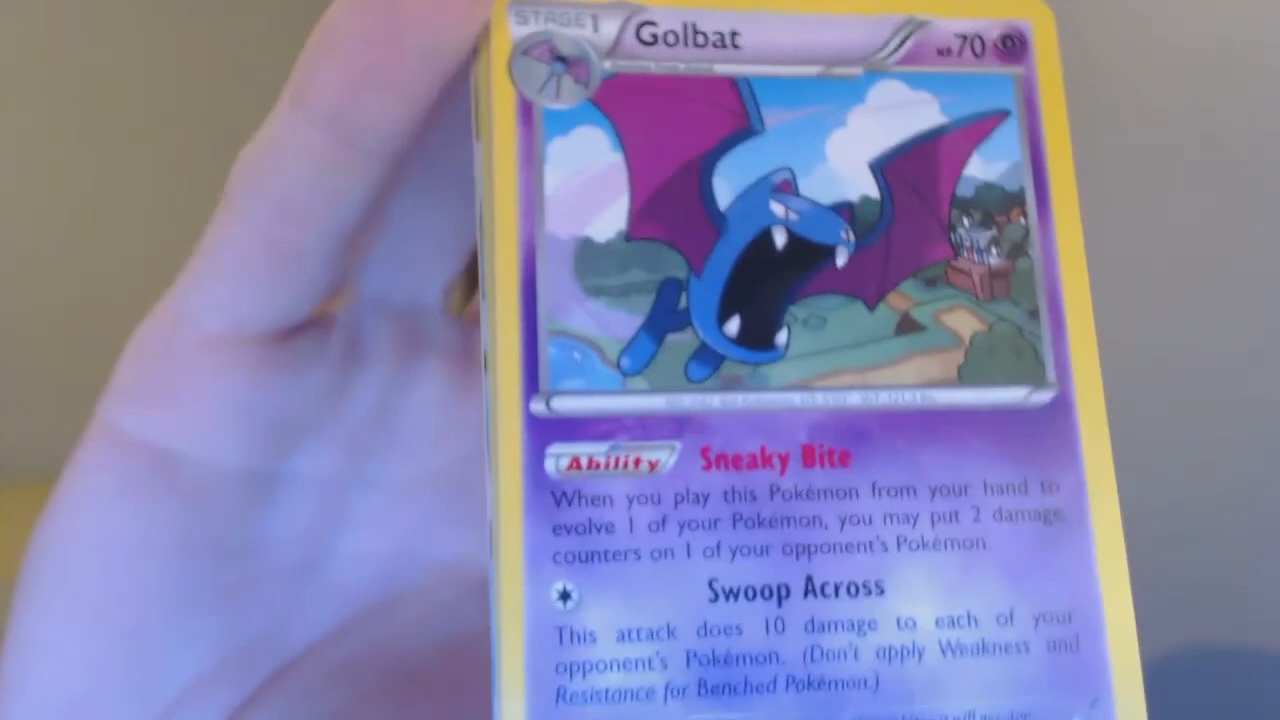 STAGE1
Golbat
HP70
Ability Sneaky Bite
When you play this Pokémon from your hand to
evolve 1 of your Pokémon, you may put 2 damage
counters on 1 of your opponent's Pokémon.
Swoop Across
This attack does 10 damage to each of your
opponent's Pokémon. (Don't apply Weakness and
Resistance for Benched Pokémon.)